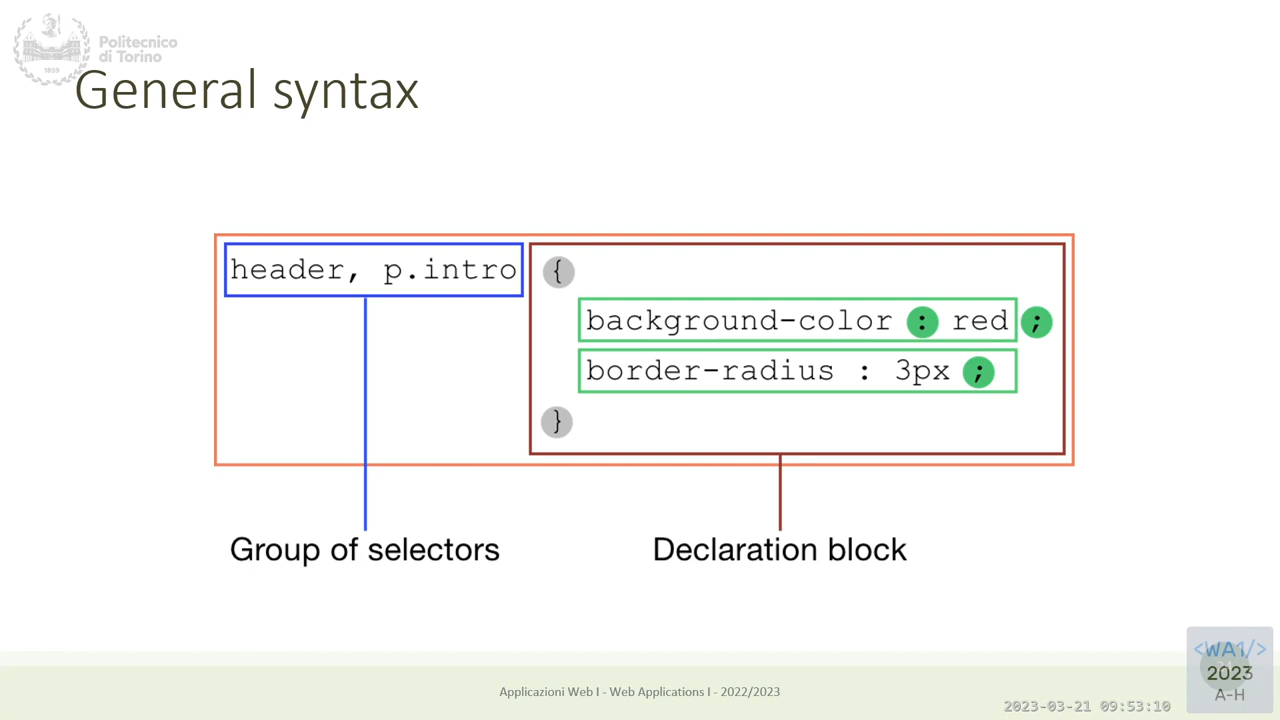 Politecnico
di Torino
1859
General syntax
header, p.intro
{
background-color : red ;
border-radius : 3px ;
}
Group of selectors
Declaration block
<WA1/>
2023
A-H
Applicazioni Web I - Web Applications I - 2022/2023
2023-03-21 09:53:10